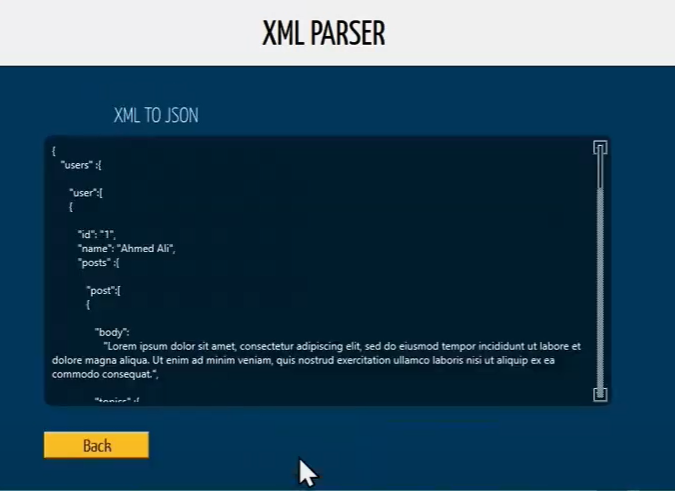 XML PARSER
XML TO JSON
{
"users" :{
"user":[
{
"id": "1",
"name": "Ahmed Ali",
"posts" :{
"post":[
{
"body":
"Lorem ipsum dolor sit amet, consectetur adipiscing elit, sed do eiusmod tempor incididunt ut labore et
dolore magna aliqua. Ut enim ad minim veniam, quis nostrud exercitation ullamco laboris nisi ut aliquip ex ea
commodo consequat.",
"topics" :{
Back